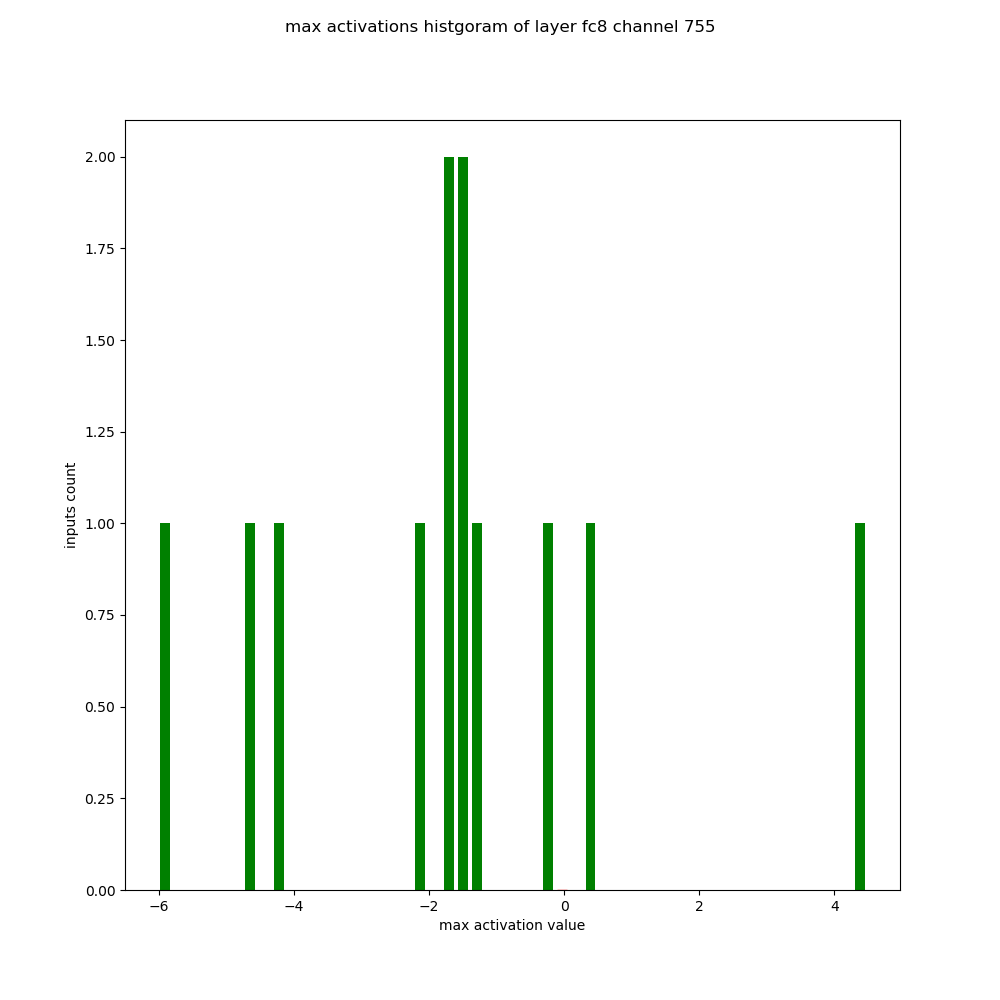 max activations histgoram of layer fc8 channel 755
2.00
1.75
1.50
1.25
1.00
0.75
0.50
0.25
0.00
inputs count
−6 −4 −2 0 2 4
max activation value